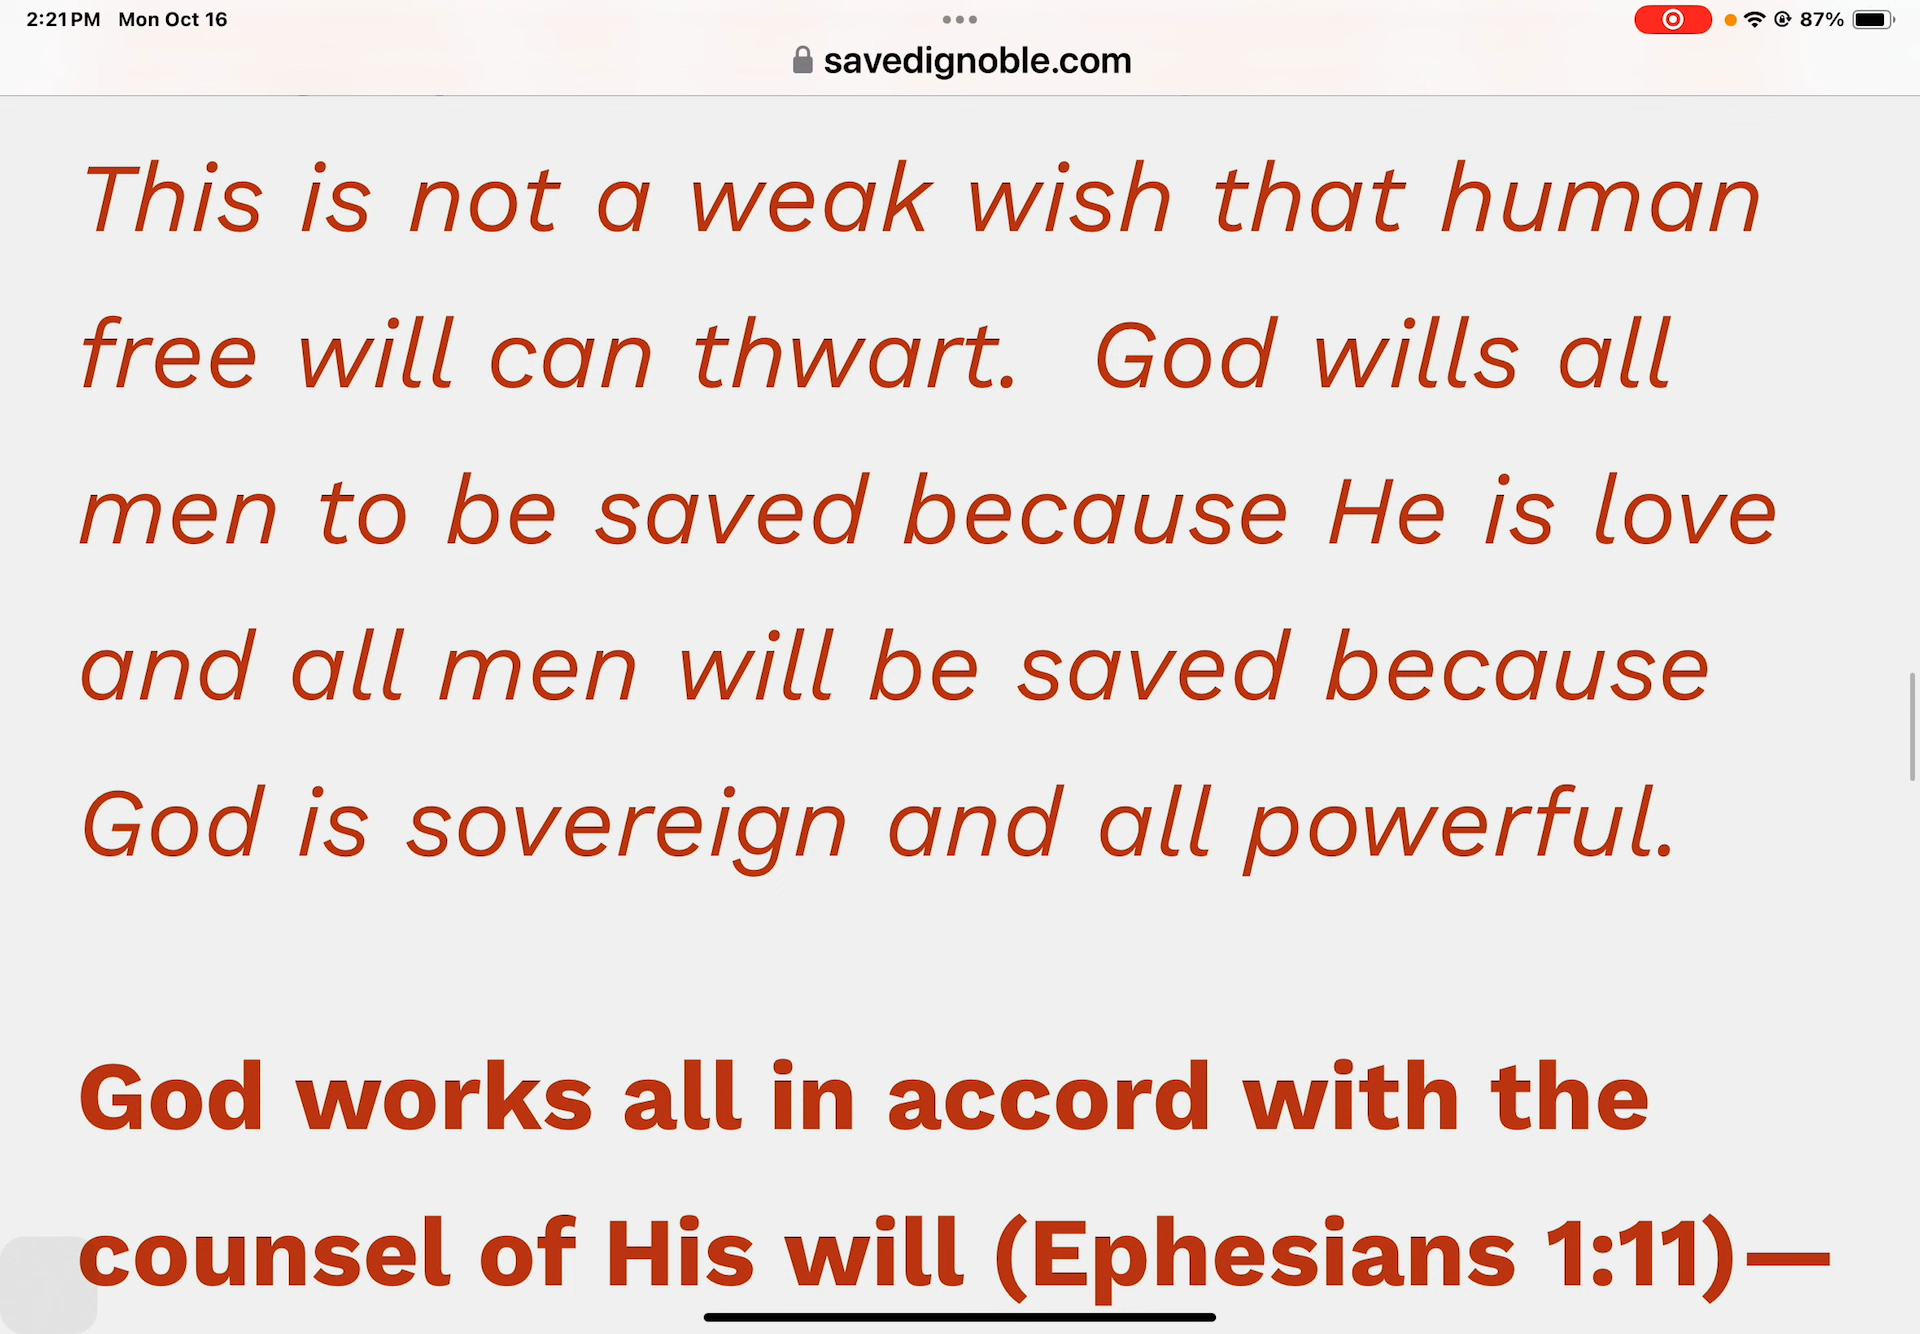 2:21 PM Mon Oct 16
87%
savedignoble.com
This is not a weak wish that human
free will can thwart. God wills all
men to be saved because He is love
and all men will be saved because
God is sovereign and all powerful.
God works all in accord with the
counsel of His will (Ephesians 1:11)—